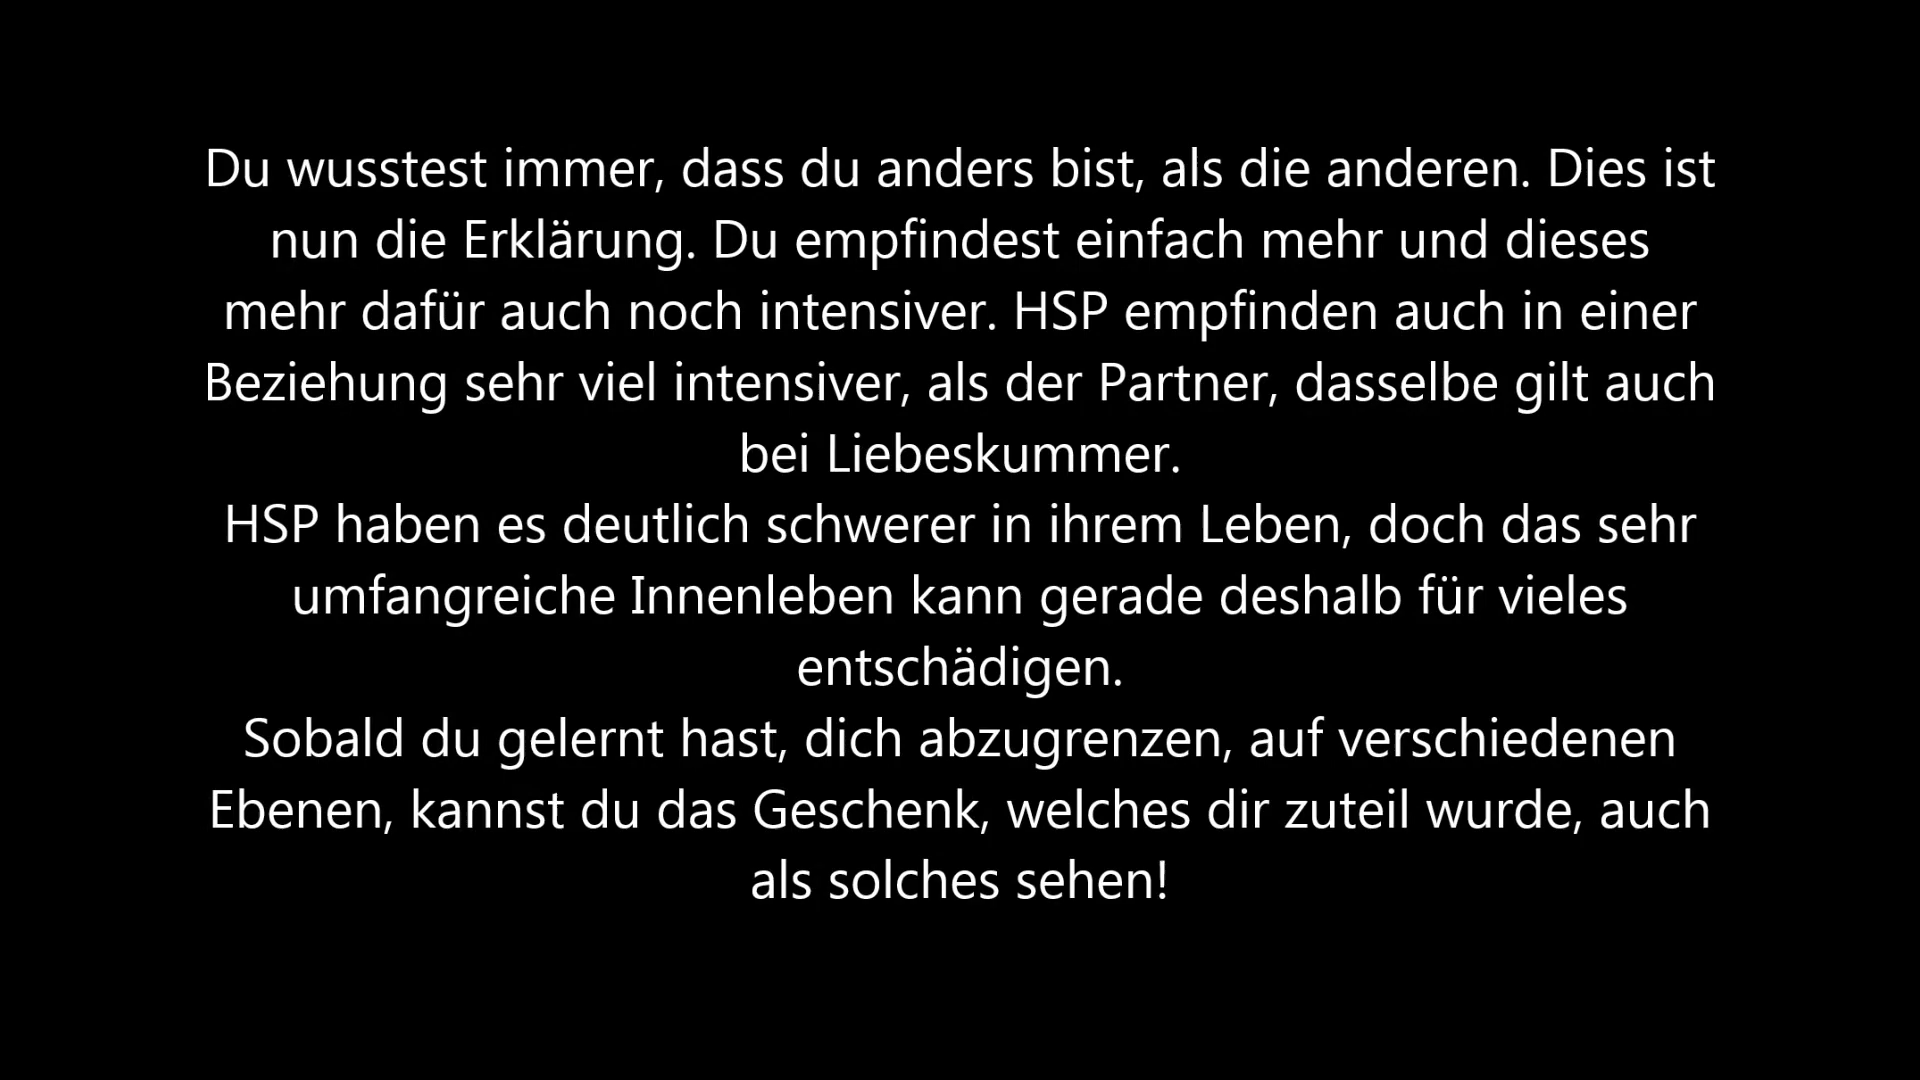 Du wusstest immer, dass du anders bist, als die anderen. Dies ist
nun die Erklärung. Du empfindest einfach mehr und dieses
mehr dafür auch noch intensiver. HSP empfinden auch in einer
Beziehung sehr viel intensiver, als der Partner, dasselbe gilt auch
bei Liebeskummer.
HSP haben es deutlich schwerer in ihrem Leben, doch das sehr
umfangreiche Innenleben kann gerade deshalb für vieles
entschädigen.
Sobald du gelernt hast, dich abzugrenzen, auf verschiedenen
Ebenen, kannst du das Geschenk, welches dir zuteil wurde, auch
als solches sehen!